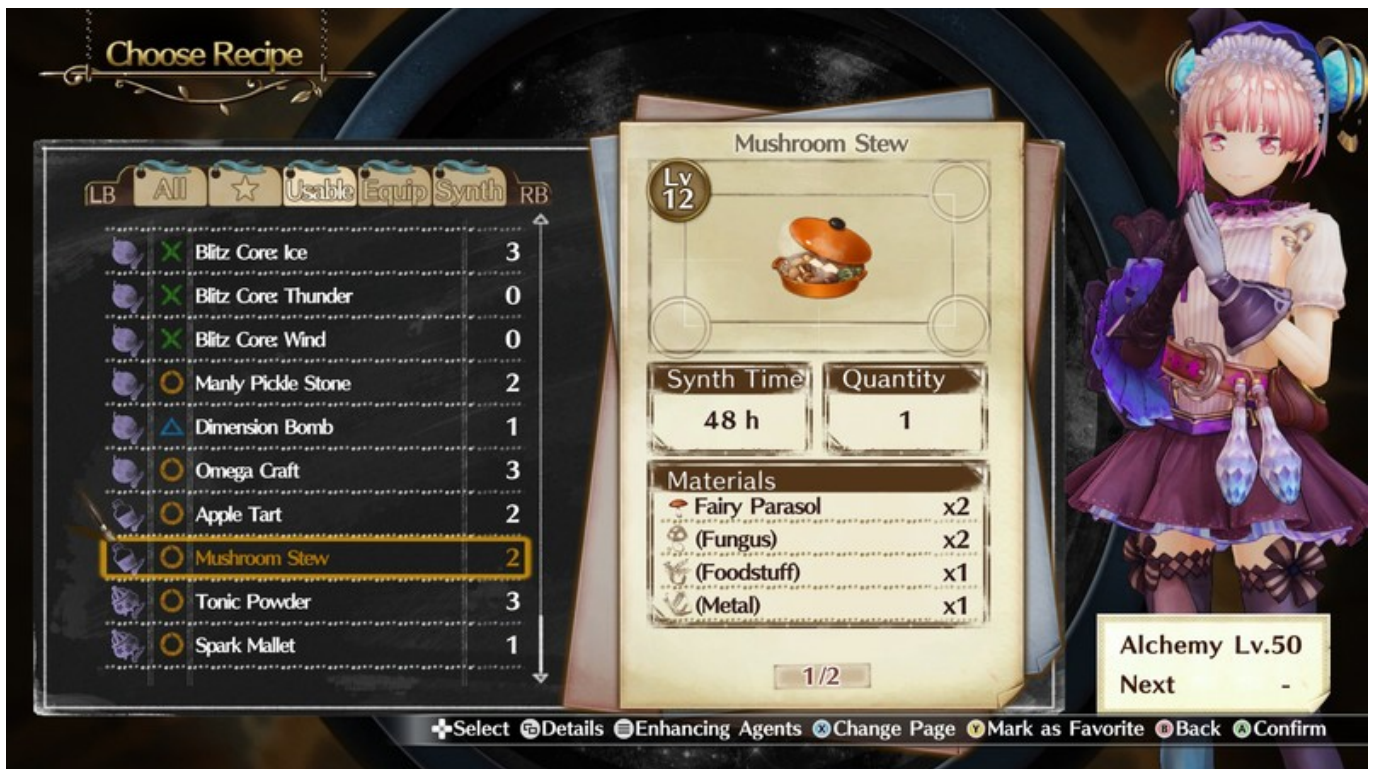 Choose Recipe
LB All Usable Equip Synth RB
Blitz Core: Ice 3
Blitz Core: Thunder 0
Blitz Core: Wind 0
Manly Pickle Stone 2
Dimension Bomb 1
Omega Craft 3
Apple Tart 2
Mushroom Stew 2
Tonic Powder 3
Spark Mallet 1
Mushroom Stew
Lv
12
Synth Time Quantity
48 h 1
Materials
Fairy Parasol x2
(Fungus) x2
(Foodstuff) x1
(Metal) x1
1/2
Alchemy Lv.50
Next -
Select Details Enhancing Agents X Change Page Y Mark as Favorite B Back A Confirm